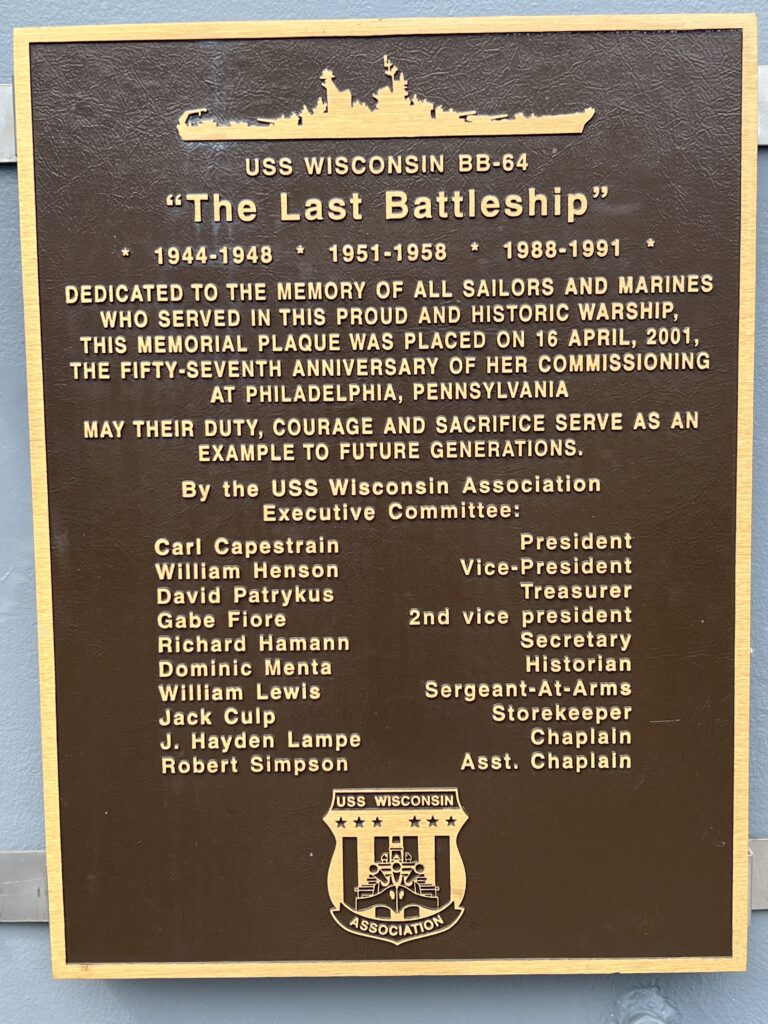 USS WISCONSIN BB-64
“The Last Battleship”
* 1944-1948 * 1951-1958 * 1988-1991 *
DEDICATED TO THE MEMORY OF ALL SAILORS AND MARINES
WHO SERVED IN THIS PROUD AND HISTORIC WARSHIP,
THIS MEMORIAL PLAQUE WAS PLACED ON 16 APRIL, 2001,
THE FIFTY-SEVENTH ANNIVERSARY OF HER COMMISSIONING
AT PHILADELPHIA, PENNSYLVANIA
MAY THEIR DUTY, COURAGE AND SACRIFICE SERVE AS AN
EXAMPLE TO FUTURE GENERATIONS.
By the USS Wisconsin Association
Executive Committee:
Carl Capestrain President
William Henson Vice-President
David Patrykus Treasurer
Gabe Fiore 2nd vice president
Richard Hamann Secretary
Dominic Menta Historian
William Lewis Sergeant-At-Arms
Jack Culp Storekeeper
J. Hayden Lampe Chaplain
Robert Simpson Asst. Chaplain
USS WISCONSIN
ASSOCIATION